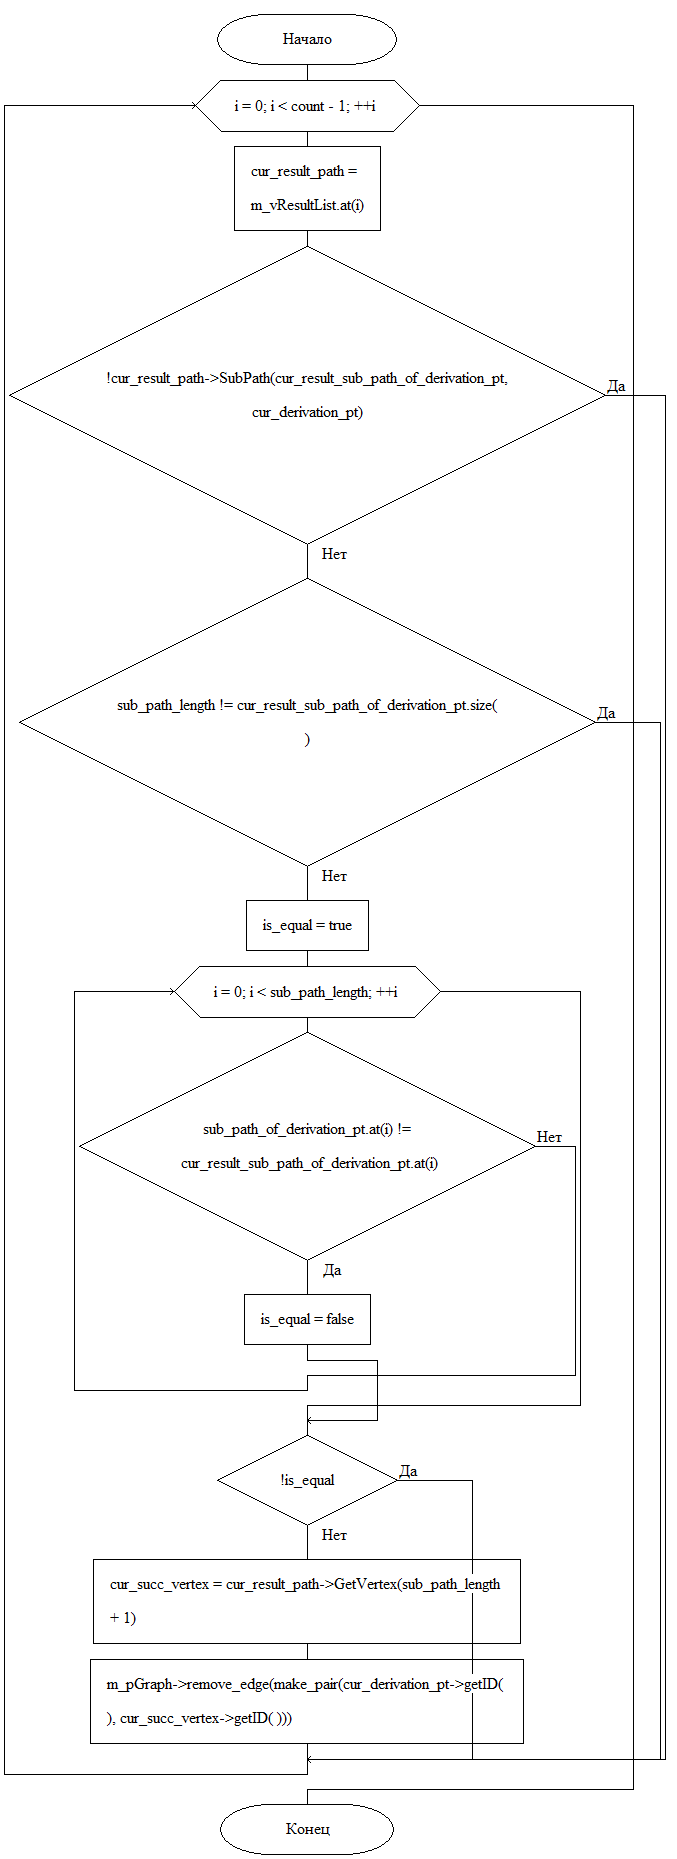 Начало
i = 0; i < count - 1; ++i
cur_result_path =
m_vResultList.at(i)
!cur_result_path->SubPath(cur_result_sub_path_of_derivation_pt,
cur_derivation_pt)
Да
Нет
sub_path_length != cur_result_sub_path_of_derivation_pt.size(
)
Да
Нет
is_equal = true
i = 0; i < sub_path_length; ++i
sub_path_of_derivation_pt.at(i) !=
cur_result_sub_path_of_derivation_pt.at(i)
Нет
Да
is_equal = false
!is_equal
Да
Нет
cur_succ_vertex = cur_result_path->GetVertex(sub_path_length
+ 1)
m_pGraph->remove_edge(make_pair(cur_derivation_pt->getID(
), cur_succ_vertex->getID( )))
Конец